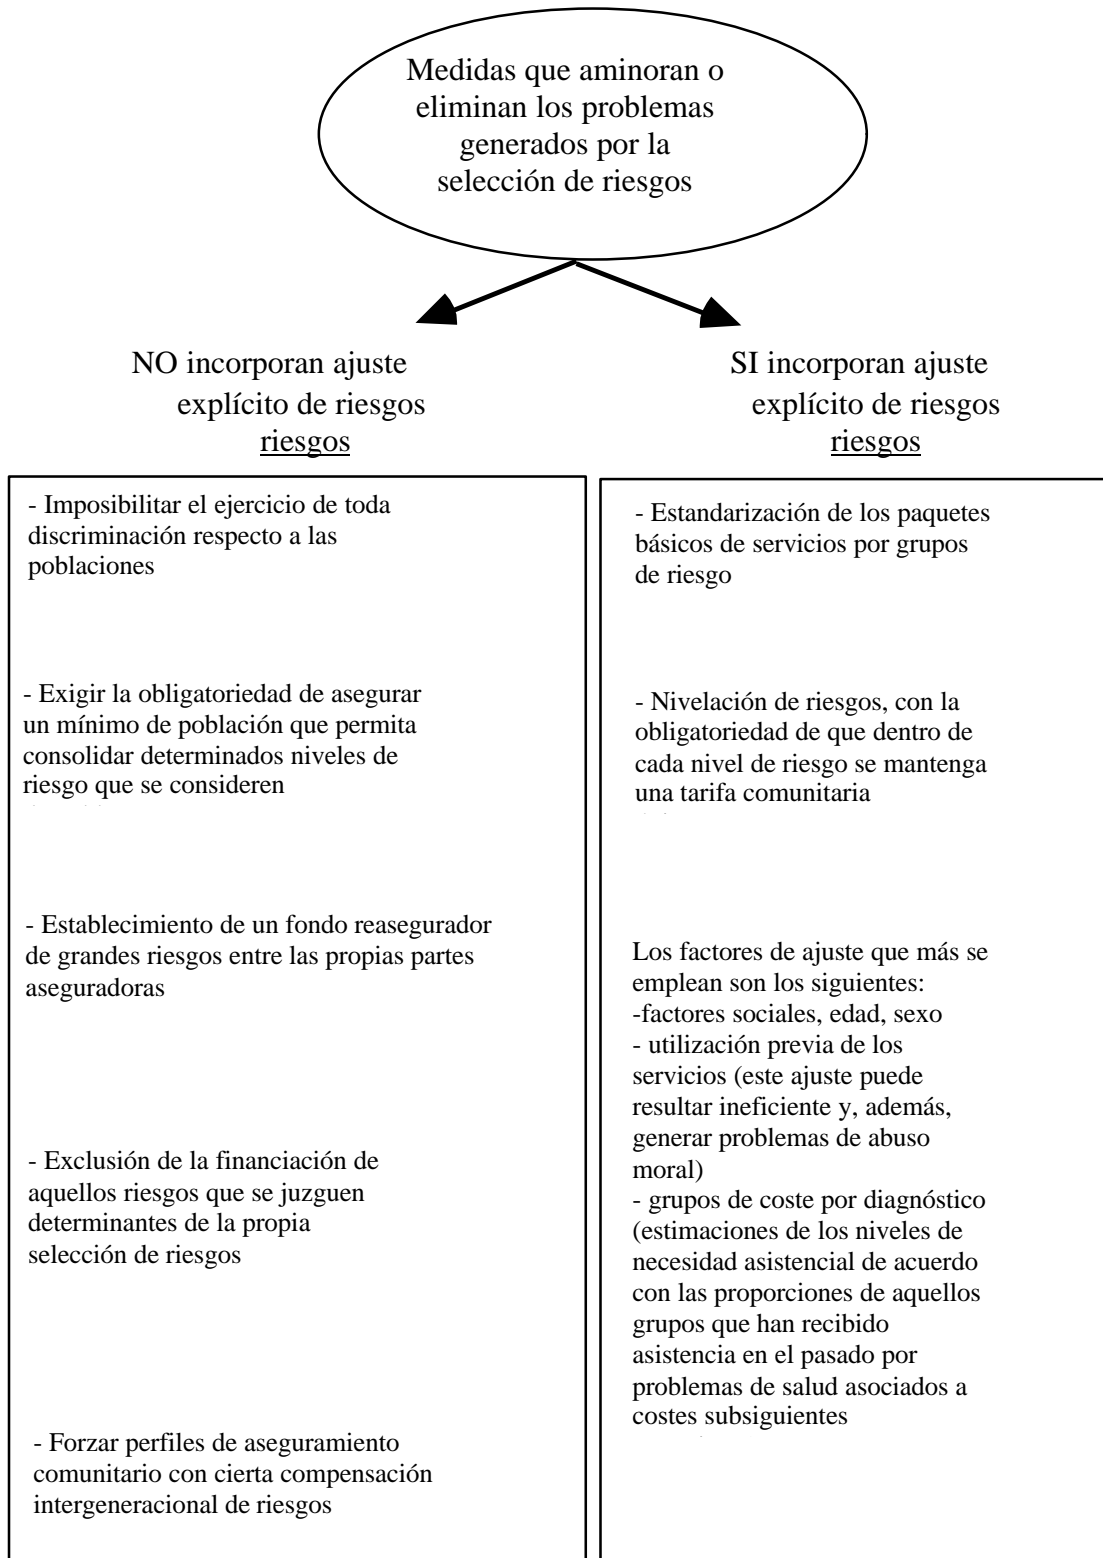 Medidas que aminoran o
eliminan los problemas
generados por la
selección de riesgos
NO incorporan ajuste
explícito de riesgos
riesgos
- Imposibilitar el ejercicio de toda
discriminación respecto a las
poblaciones
- Exigir la obligatoriedad de asegurar
un mínimo de población que permita
consolidar determinados niveles de
riesgo que se consideren
- Establecimiento de un fondo reasegurador
de grandes riesgos entre las propias partes
aseguradoras
- Exclusión de la financiación de
aquellos riesgos que se juzguen
determinantes de la propia
selección de riesgos
- Forzar perfiles de aseguramiento
comunitario con cierta compensación
intergeneracional de riesgos
SI incorporan ajuste
explícito de riesgos
riesgos
- Estandarización de los paquetes
básicos de servicios por grupos
de riesgo
- Nivelación de riesgos, con la
obligatoriedad de que dentro de
cada nivel de riesgo se mantenga
una tarifa comunitaria
Los factores de ajuste que más se
emplean son los siguientes:
-factores sociales, edad, sexo
- utilización previa de los
servicios (este ajuste puede
resultar ineficiente y, además,
generar problemas de abuso
moral)
- grupos de coste por diagnóstico
(estimaciones de los niveles de
necesidad asistencial de acuerdo
con las proporciones de aquellos
grupos que han recibido
asistencia en el pasado por
problemas de salud asociados a
costes subsiguientes